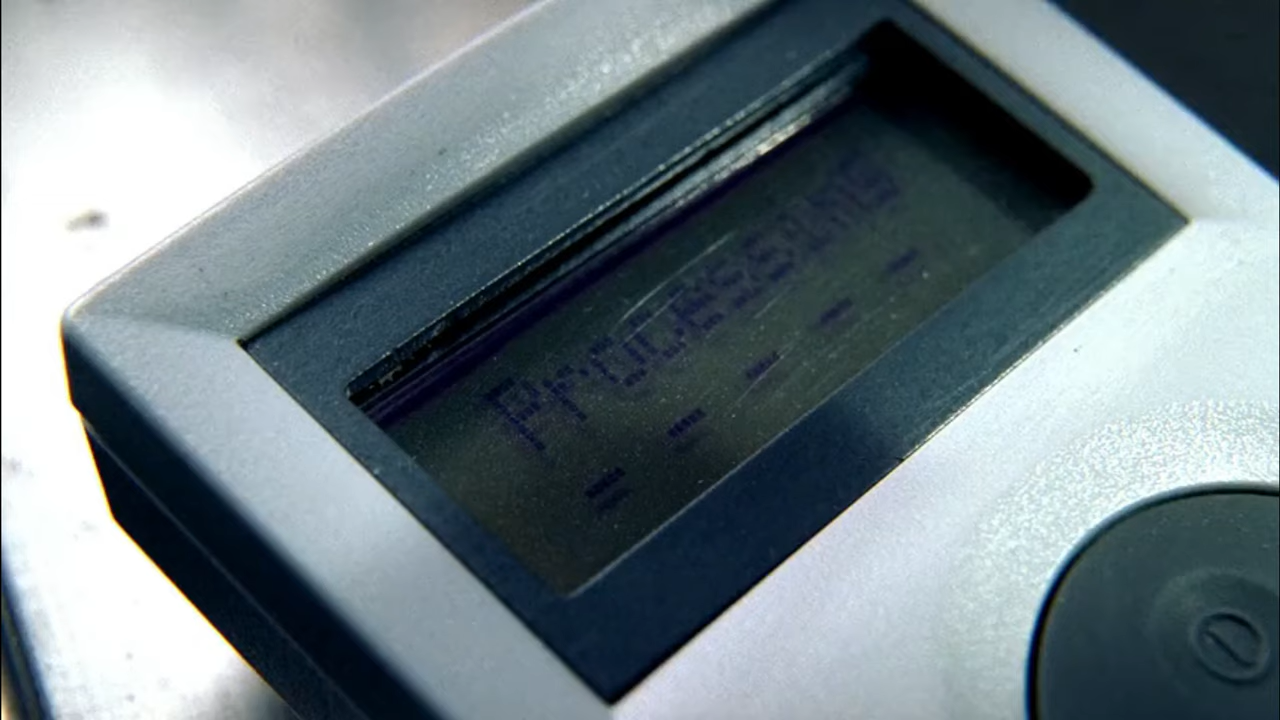 Processing
- - - - -